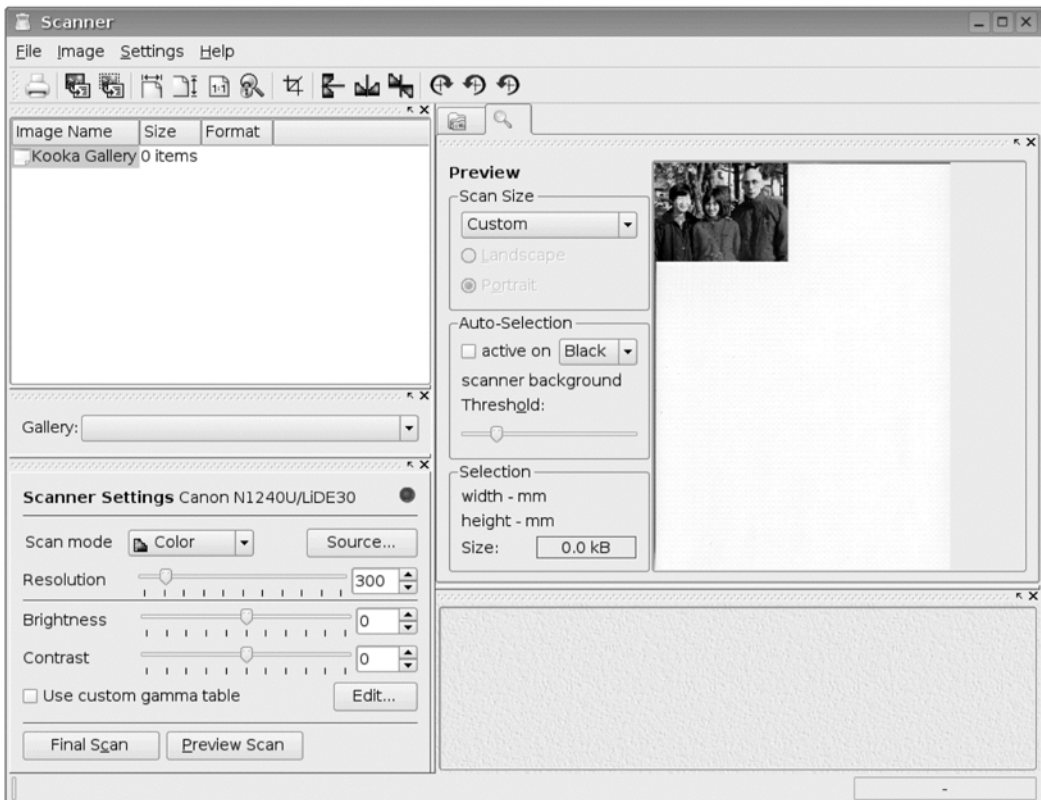 Scanner
File Image Settings Help
1:1
Image Name Size Format
Kooka Gallery 0 items
Gallery:
Scanner Settings Canon N1240U/LiDE30
Scan mode Color Source...
Resolution 300
Brightness 0
Contrast 0
Use custom gamma table Edit...
Final Scan Preview Scan
Preview
Scan Size
Custom
Landscape
Portrait
Auto-Selection
active on Black
scanner background
Threshold:
Selection
width - mm
height - mm
Size: 0.0 kB
-